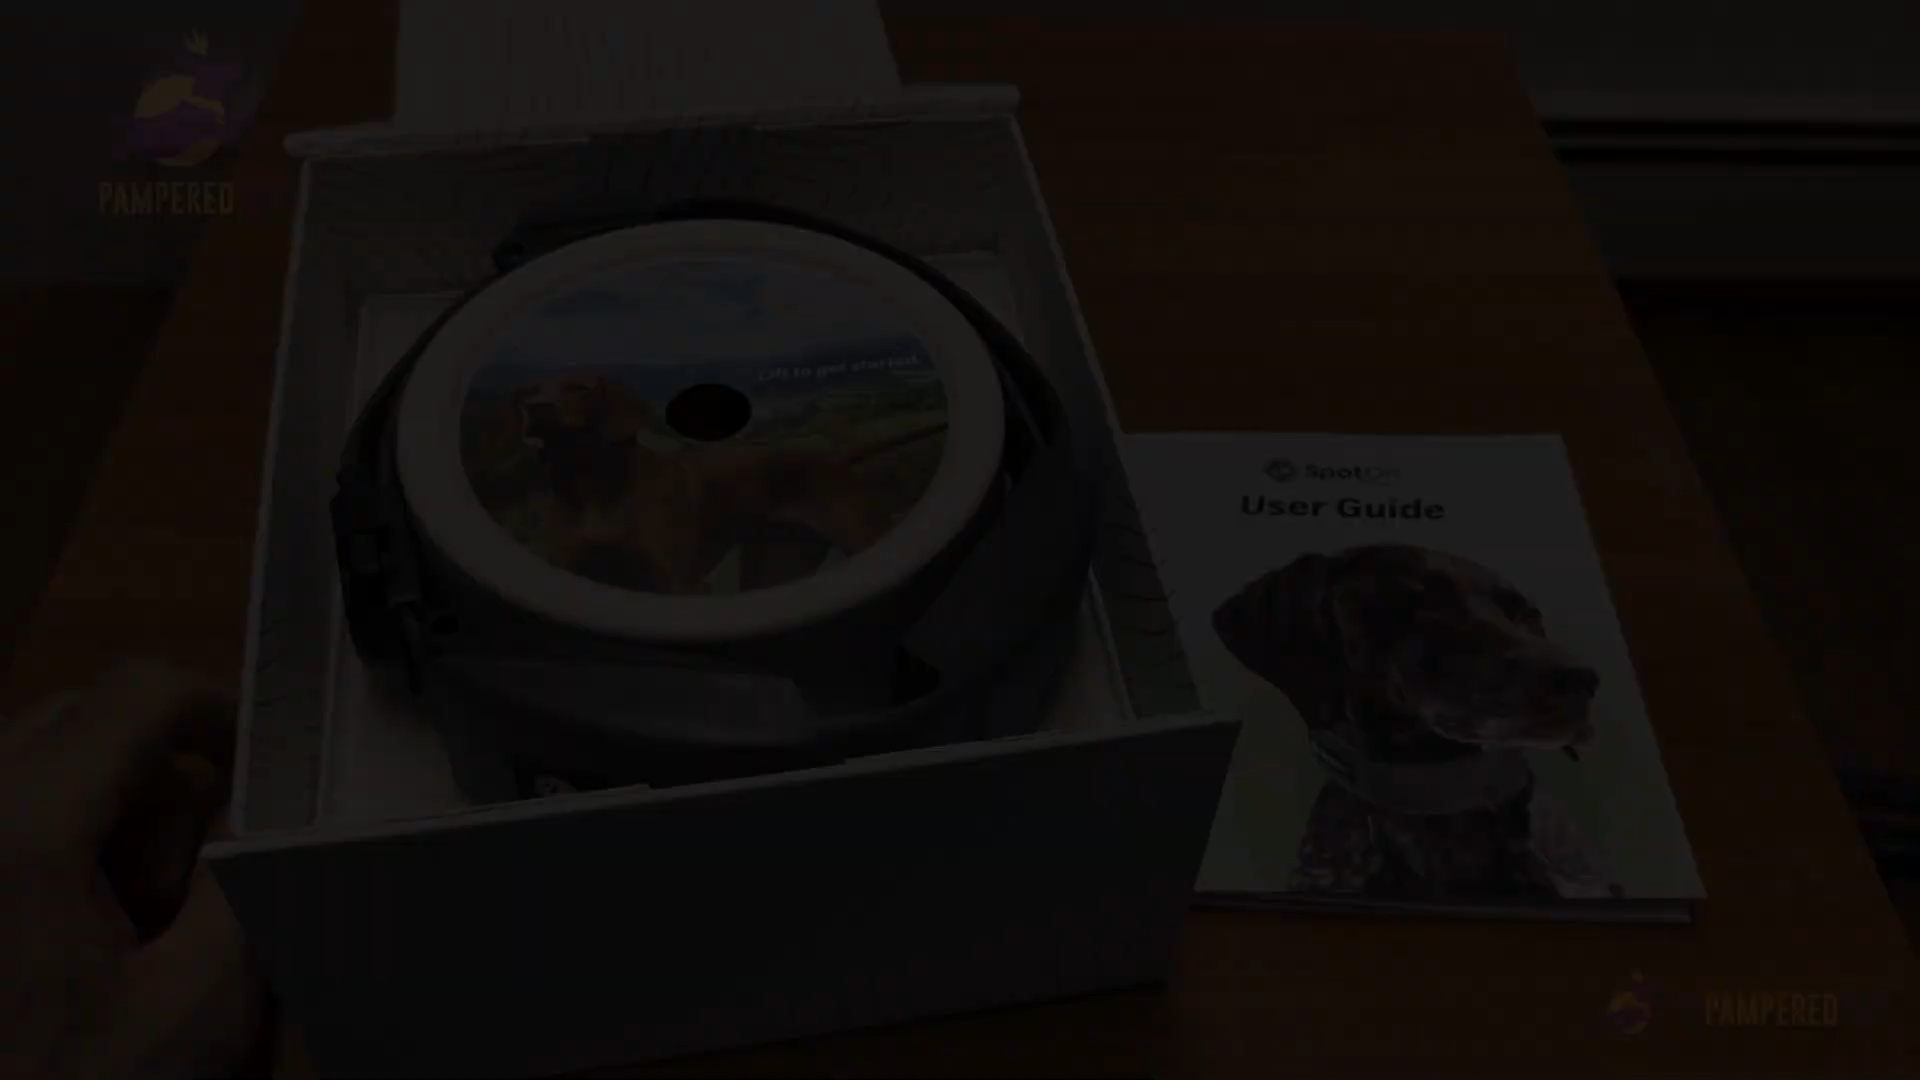 PAMPERED
Lift to get started.
SpotOn
User Guide
PAMPERED